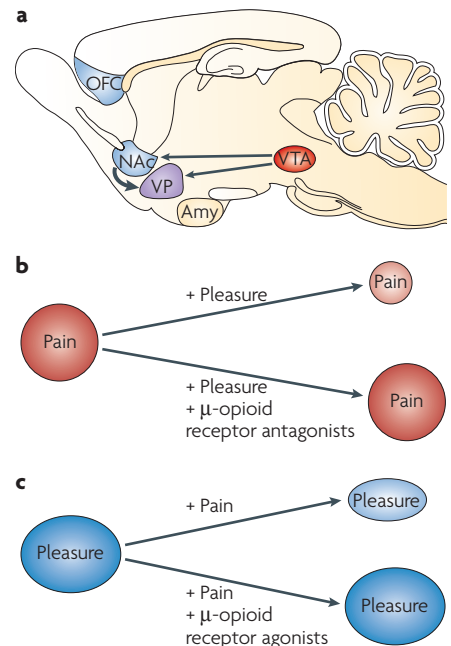 a
OFC
NAc
VTA
VP
Amy
b
+ Pleasure
Pain
Pain
+ Pleasure
+ μ-opioid
receptor antagonists
Pain
c
+ Pain
Pleasure
Pleasure
+ Pain
+ μ-opioid
receptor agonists
Pleasure